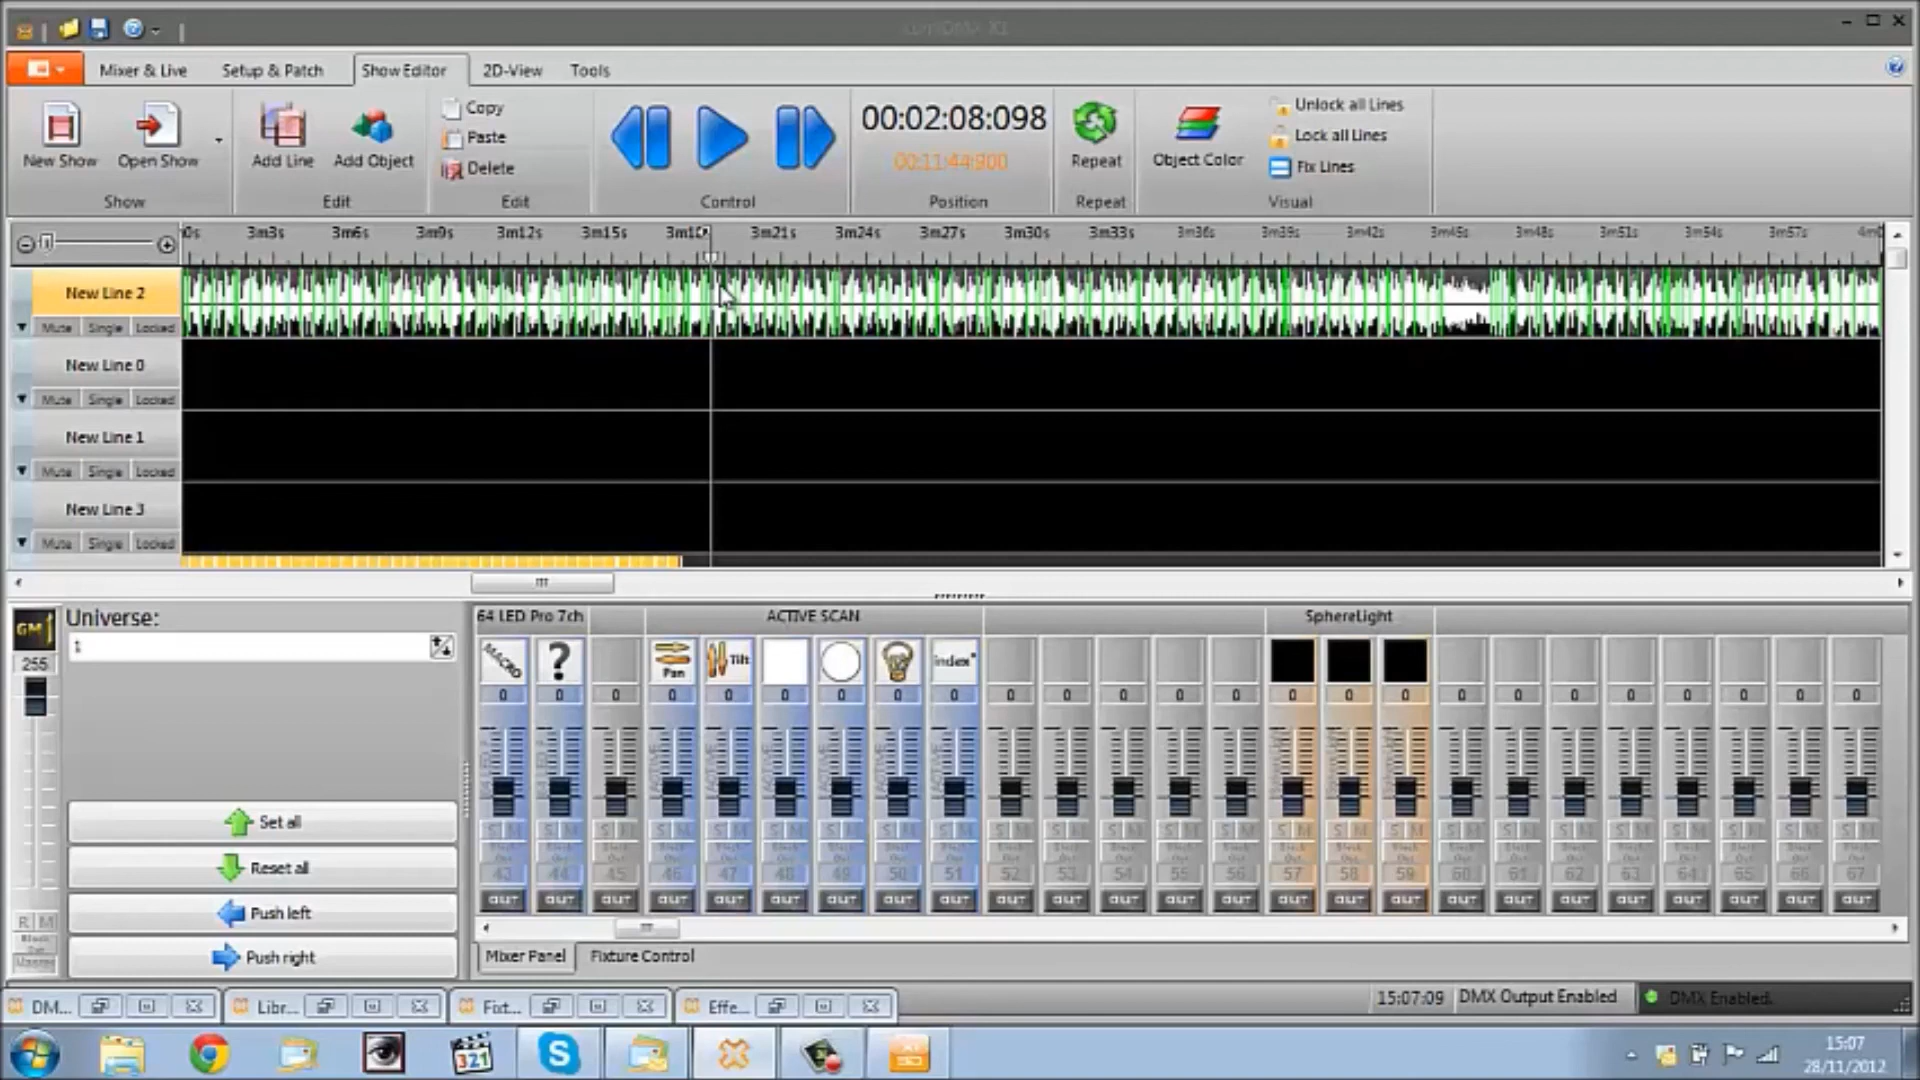 Mixer & Live
Setup & Patch
Show Editor
2D-View
Tools
New Show
Open Show
Show
Add Line
Add Object
Edit
Copy
Paste
Delete
Edit
Control
00:02:08:098
00:11:44:900
Position
Repeat
Repeat
Object Color
Unlock all Lines
Lock all Lines
Fix Lines
Visual
3m3s 3m6s 3m9s 3m12s 3m15s 3m21s 3m24s 3m27s 3m30s 3m33s 3m36s 3m39s 3m42s 3m45s 3m48s 3m51s 3m54s 3m57s
New Line 2
Mute Single Locked
New Line 0
Mute Single Locked
New Line 1
Mute Single Locked
New Line 3
Mute Single Locked
GM
255
Universe:
1
Set all
Reset all
Push left
Push right
R M
64 LED Pro 7ch
ACTIVE SCAN
SphereLight
MACRO ? Pan Tilt index°
0 0 0 0 0 0 0 0 0 0 0 0 0 0 0 0 0 0 0 0 0 0 0 0 0
43 44 45 46 47 48 49 50 51 52 53 54 55 56 57 58 59 60 61 62 63 64 65 66 67
OUT OUT OUT OUT OUT OUT OUT OUT OUT OUT OUT OUT OUT OUT OUT OUT OUT OUT OUT OUT OUT OUT OUT OUT OUT
Mixer Panel
Fixture Control
DM...
Libr...
Fixt...
Effe...
15:07:09
DMX Output Enabled
DMX Enabled.
321
15:07
28/11/2012